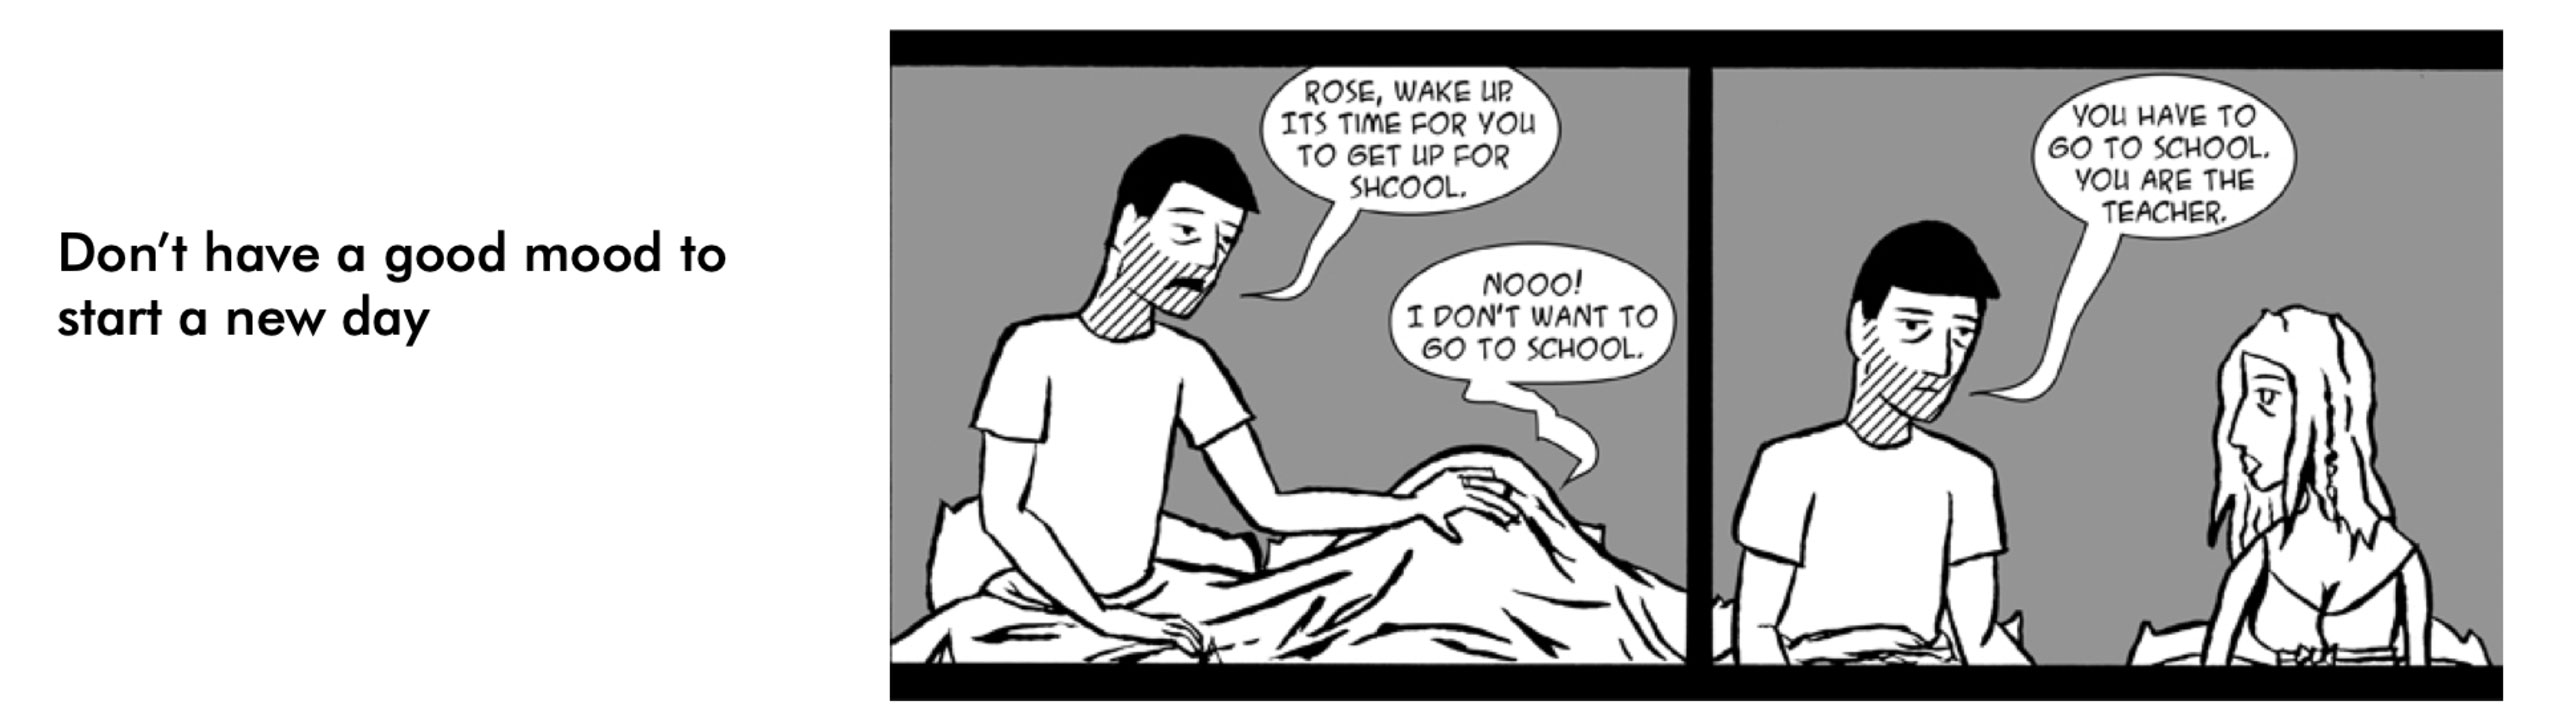 Don't have a good mood to
start a new day
ROSE, WAKE UP.
ITS TIME FOR YOU
TO GET UP FOR
SHCOOL.
NOOO!
I DON'T WANT TO
GO TO SCHOOL.
YOU HAVE TO
GO TO SCHOOL.
YOU ARE THE
TEACHER.